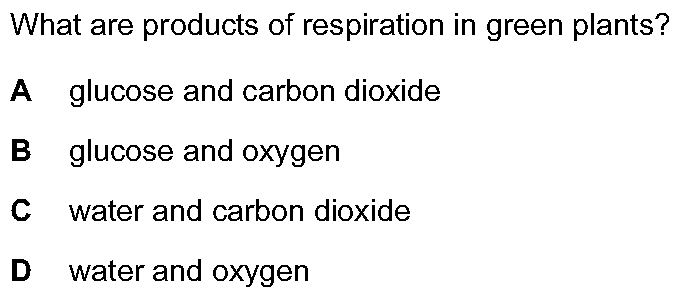 What are products of respiration in green plants?
A glucose and carbon dioxide
B glucose and oxygen
C water and carbon dioxide
D water and oxygen